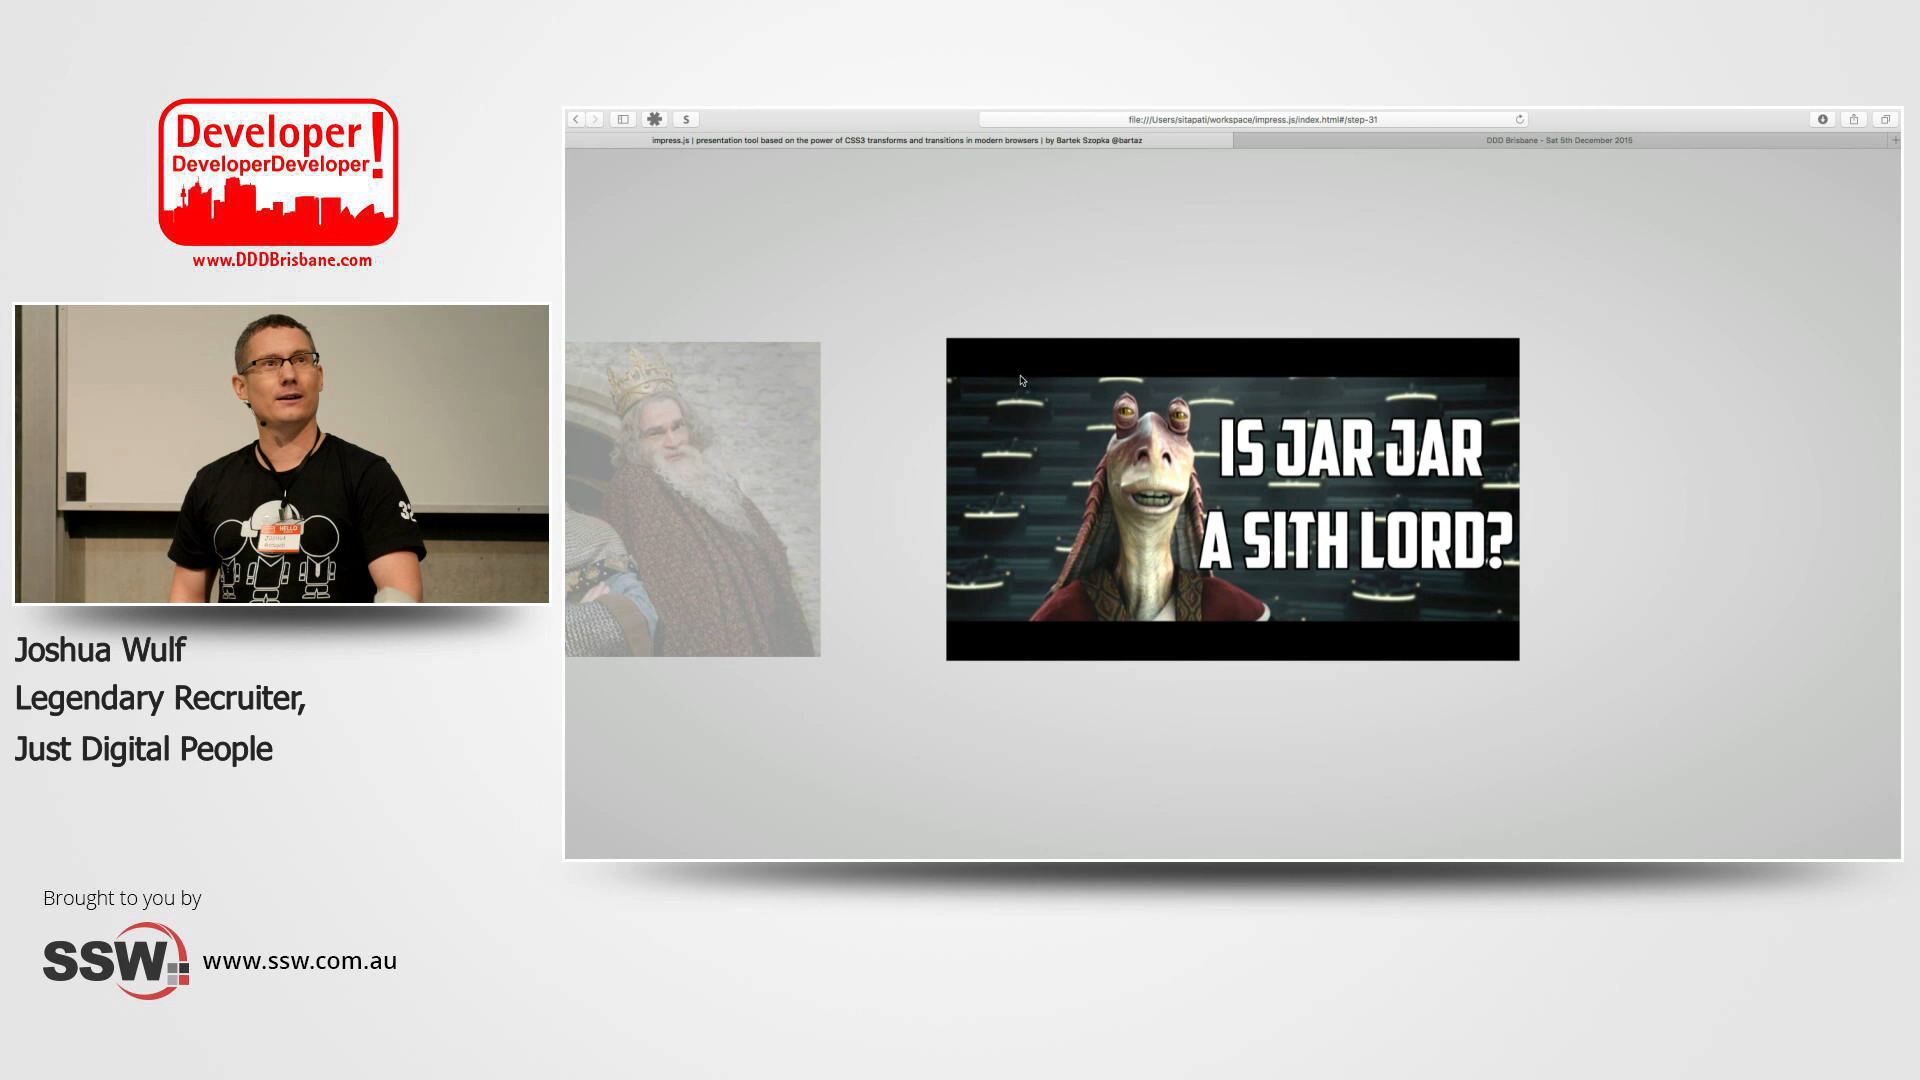 Developer!
DeveloperDeveloper
www.DDDBrisbane.com
HELLO
Joshua Wulf
Legendary Recruiter,
Just Digital People
Brought to you by
SSW
www.ssw.com.au
S
file:///Users/sitapati/workspace/impress.js/index.html#/step-31
impress.js | presentation tool based on the power of CSS3 transforms and transitions in modern browsers | by Bartek Szopka @bartaz
DDD Brisbane - Sat 5th December 2015
IS JAR JAR
A SITH LORD?